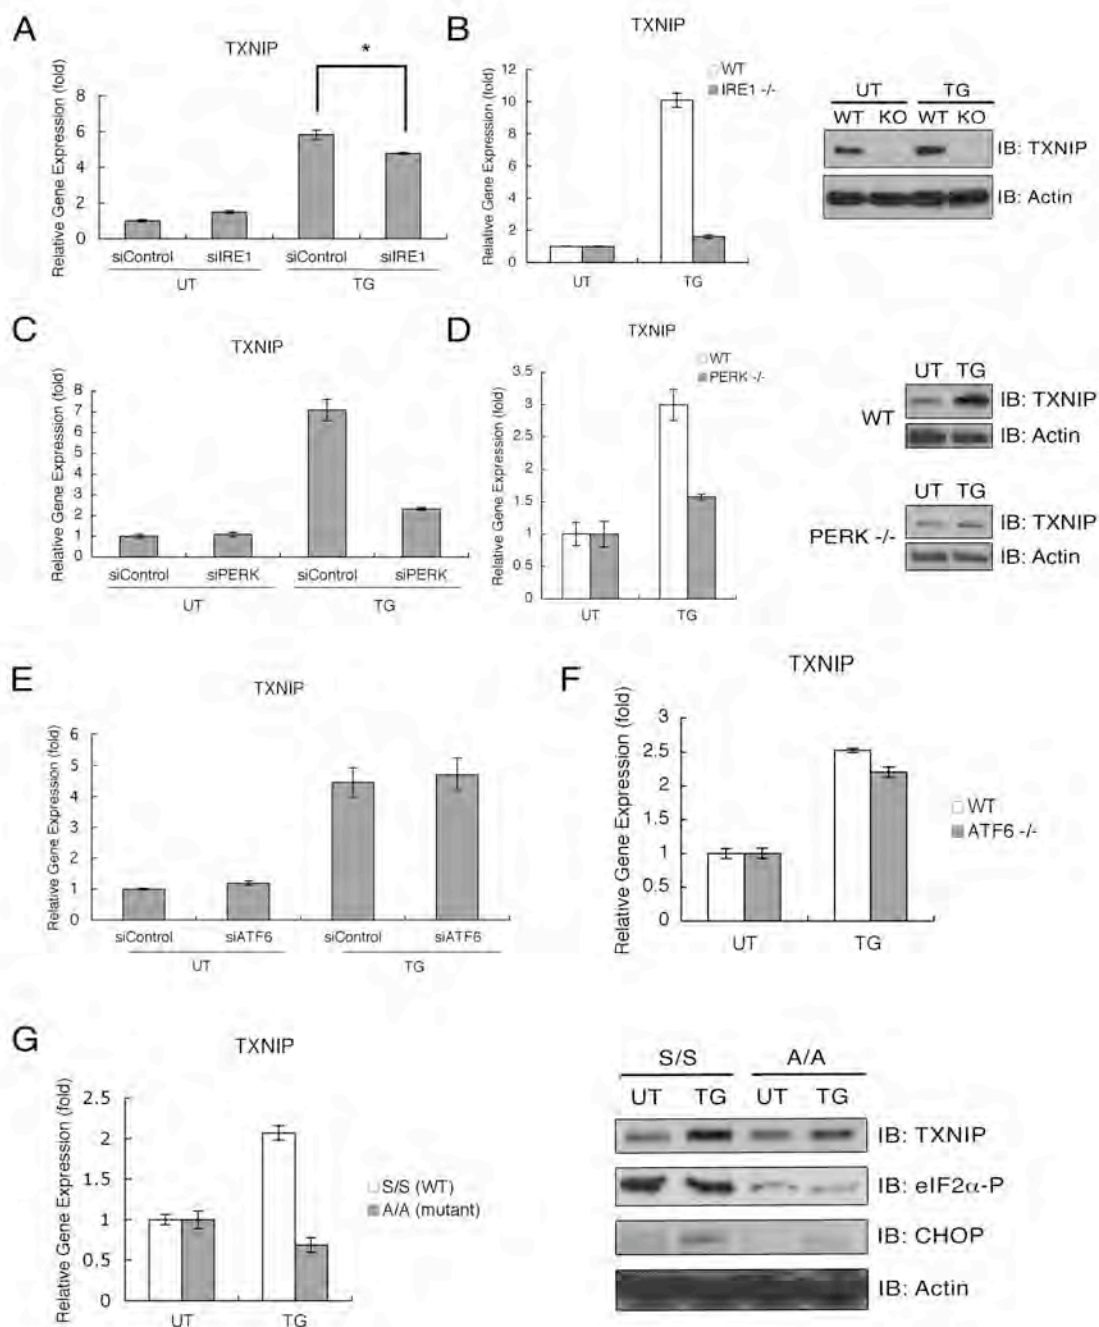 A
TXNIP
*
Relative Gene Expression (fold)
8
6
4
2
0
siControl siIRE1 siControl siIRE1
UT TG
B
TXNIP
WT
IRE1 -/-
Relative Gene Expression (fold)
12
10
8
6
4
2
0
UT TG
UT TG
WT KO WT KO
IB: TXNIP
IB: Actin
C
TXNIP
Relative Gene Expression (fold)
8
7
6
5
4
3
2
1
0
siControl siPERK siControl siPERK
UT TG
D
TXNIP
WT
PERK -/-
Relative Gene Expression (fold)
3.5
3
2.5
2
1.5
1
0.5
0
UT TG
UT TG
WT
IB: TXNIP
IB: Actin
UT TG
PERK -/-
IB: TXNIP
IB: Actin
E
TXNIP
Relative Gene Expression (fold)
6
5
4
3
2
1
0
siControl siATF6 siControl siATF6
UT TG
F
TXNIP
Relative Gene Expression (fold)
3
2.5
2
1.5
1
0.5
0
UT TG
WT
ATF6 -/-
G
TXNIP
Relative Gene Expression (fold)
2.5
2
1.5
1
0.5
0
UT TG
S/S (WT)
A/A (mutant)
S/S A/A
UT TG UT TG
IB: TXNIP
IB: eIF2α-P
IB: CHOP
IB: Actin